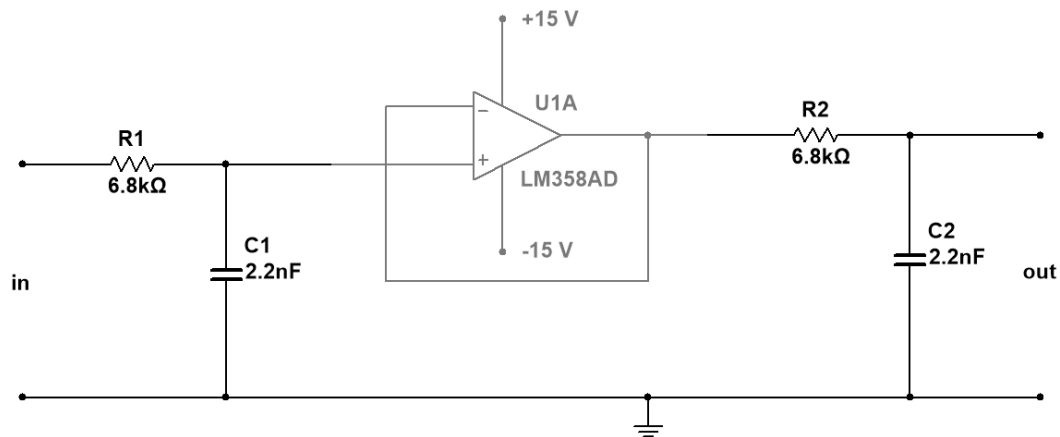 +15 V
U1A
−
+
LM358AD
-15 V
R1
6.8kΩ
C1
2.2nF
R2
6.8kΩ
C2
2.2nF
in
out